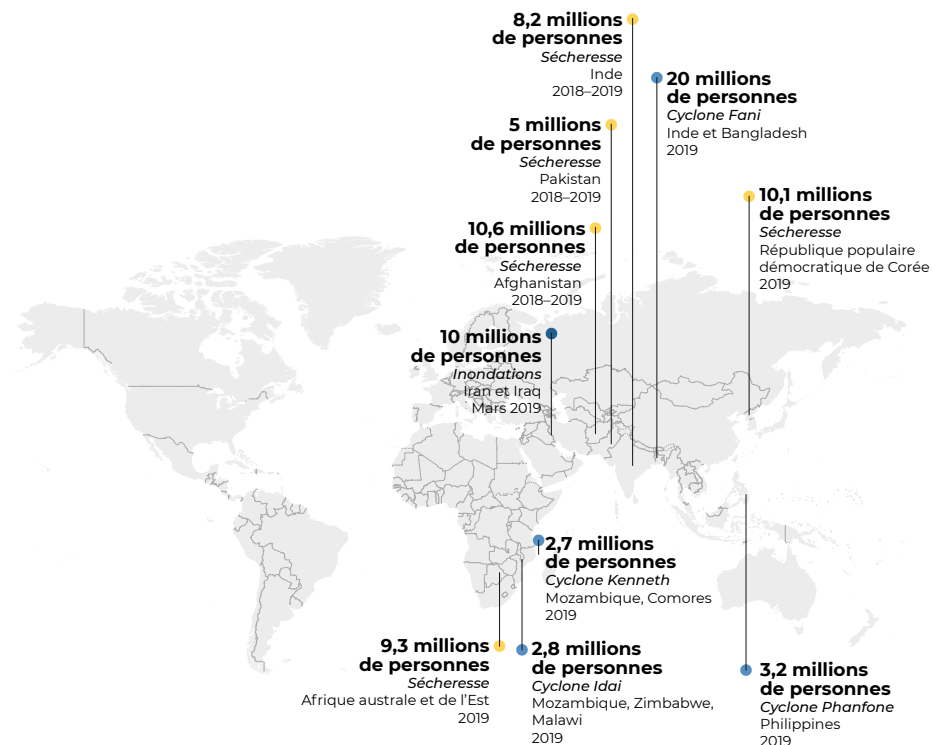 8,2 millions
de personnes
Sécheresse
Inde
2018–2019
20 millions
de personnes
Cyclone Fani
Inde et Bangladesh
2019
5 millions
de personnes
Sécheresse
Pakistan
2018–2019
10,1 millions
de personnes
Sécheresse
République populaire
démocratique de Corée
2019
10,6 millions
de personnes
Sécheresse
Afghanistan
2018–2019
10 millions
de personnes
Inondations
Iran et Iraq
Mars 2019
2,7 millions
de personnes
Cyclone Kenneth
Mozambique, Comores
2019
9,3 millions
de personnes
Sécheresse
Afrique australe et de l’Est
2019
2,8 millions
de personnes
Cyclone Idai
Mozambique, Zimbabwe,
Malawi
2019
3,2 millions
de personnes
Cyclone Phanfone
Philippines
2019